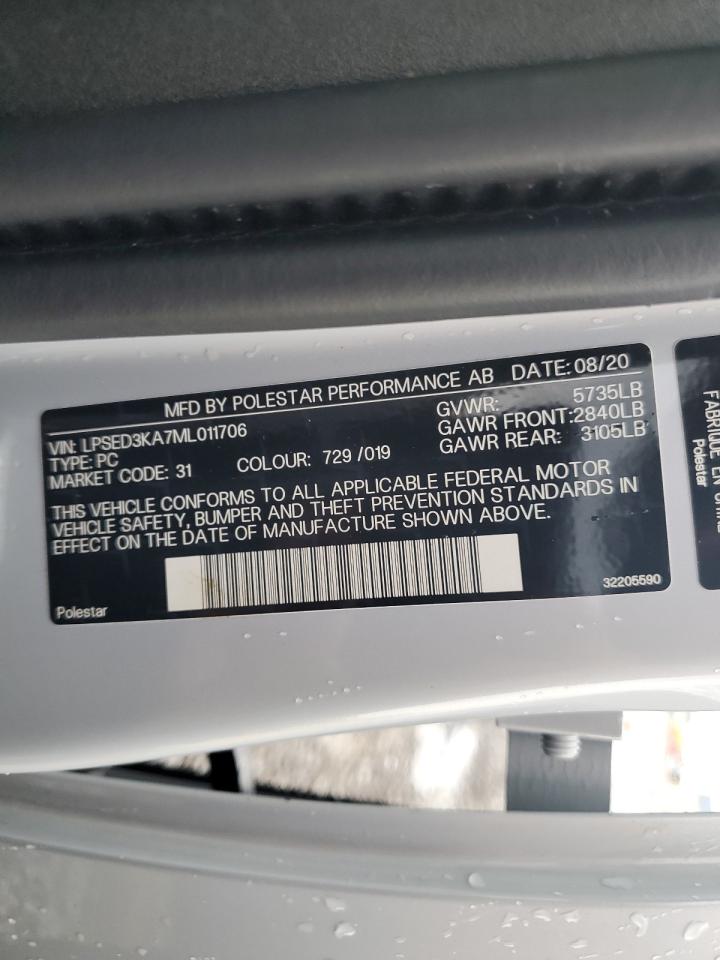 MFD BY POLESTAR PERFORMANCE AB DATE: 08/20
VIN: LPSED3KA7ML011706
TYPE: PC
MARKET CODE: 31 COLOUR: 729 /019
GVWR: 5735LB
GAWR FRONT: 2840LB
GAWR REAR: 3105LB
THIS VEHICLE CONFORMS TO ALL APPLICABLE FEDERAL MOTOR
VEHICLE SAFETY, BUMPER AND THEFT PREVENTION STANDARDS IN
EFFECT ON THE DATE OF MANUFACTURE SHOWN ABOVE.
Polestar
32205590
FABRIQUE EN
Polestar